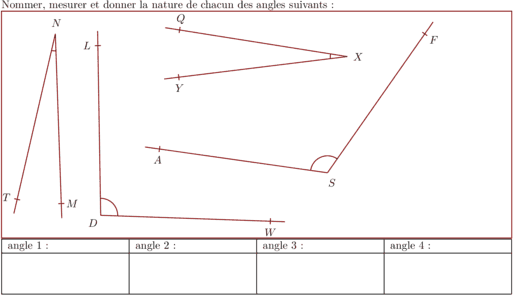 Nommer, mesurer et donner la nature de chacun des angles suivants :
N
Q
F
L
X
Y
A
S
T
M
D
W
angle 1 :
angle 2 :
angle 3 :
angle 4 :